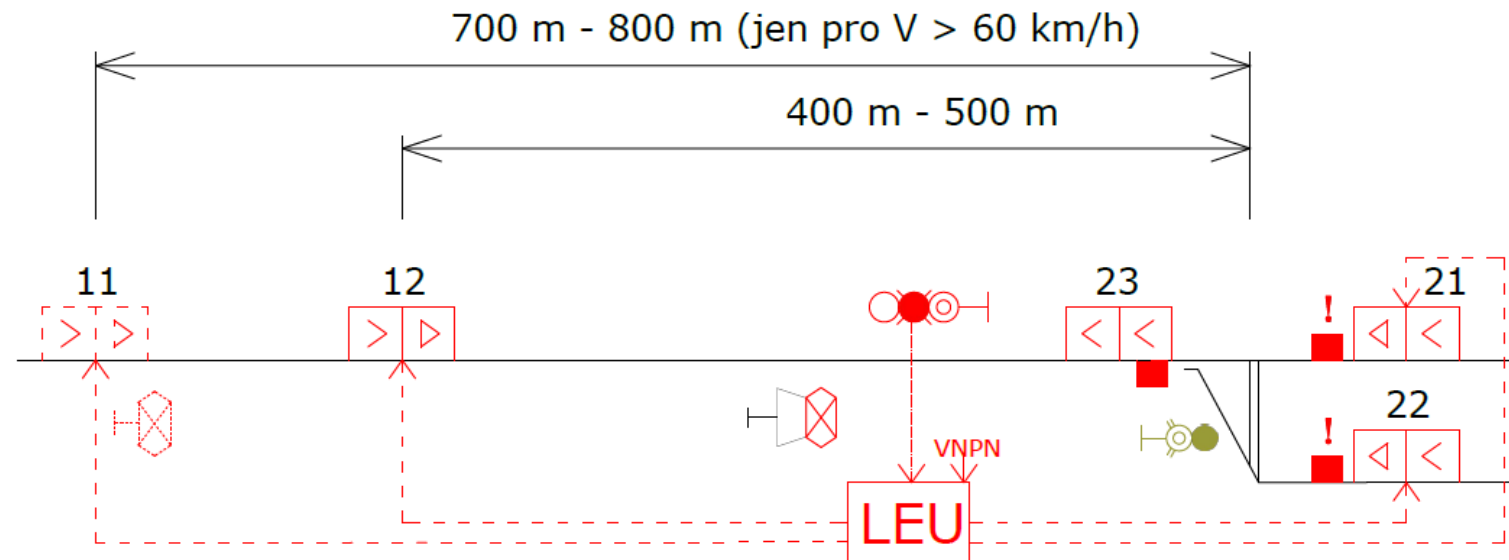 700 m - 800 m (jen pro V > 60 km/h)
400 m - 500 m
11 12 23 ! 21
! 22
VNPN
LEU